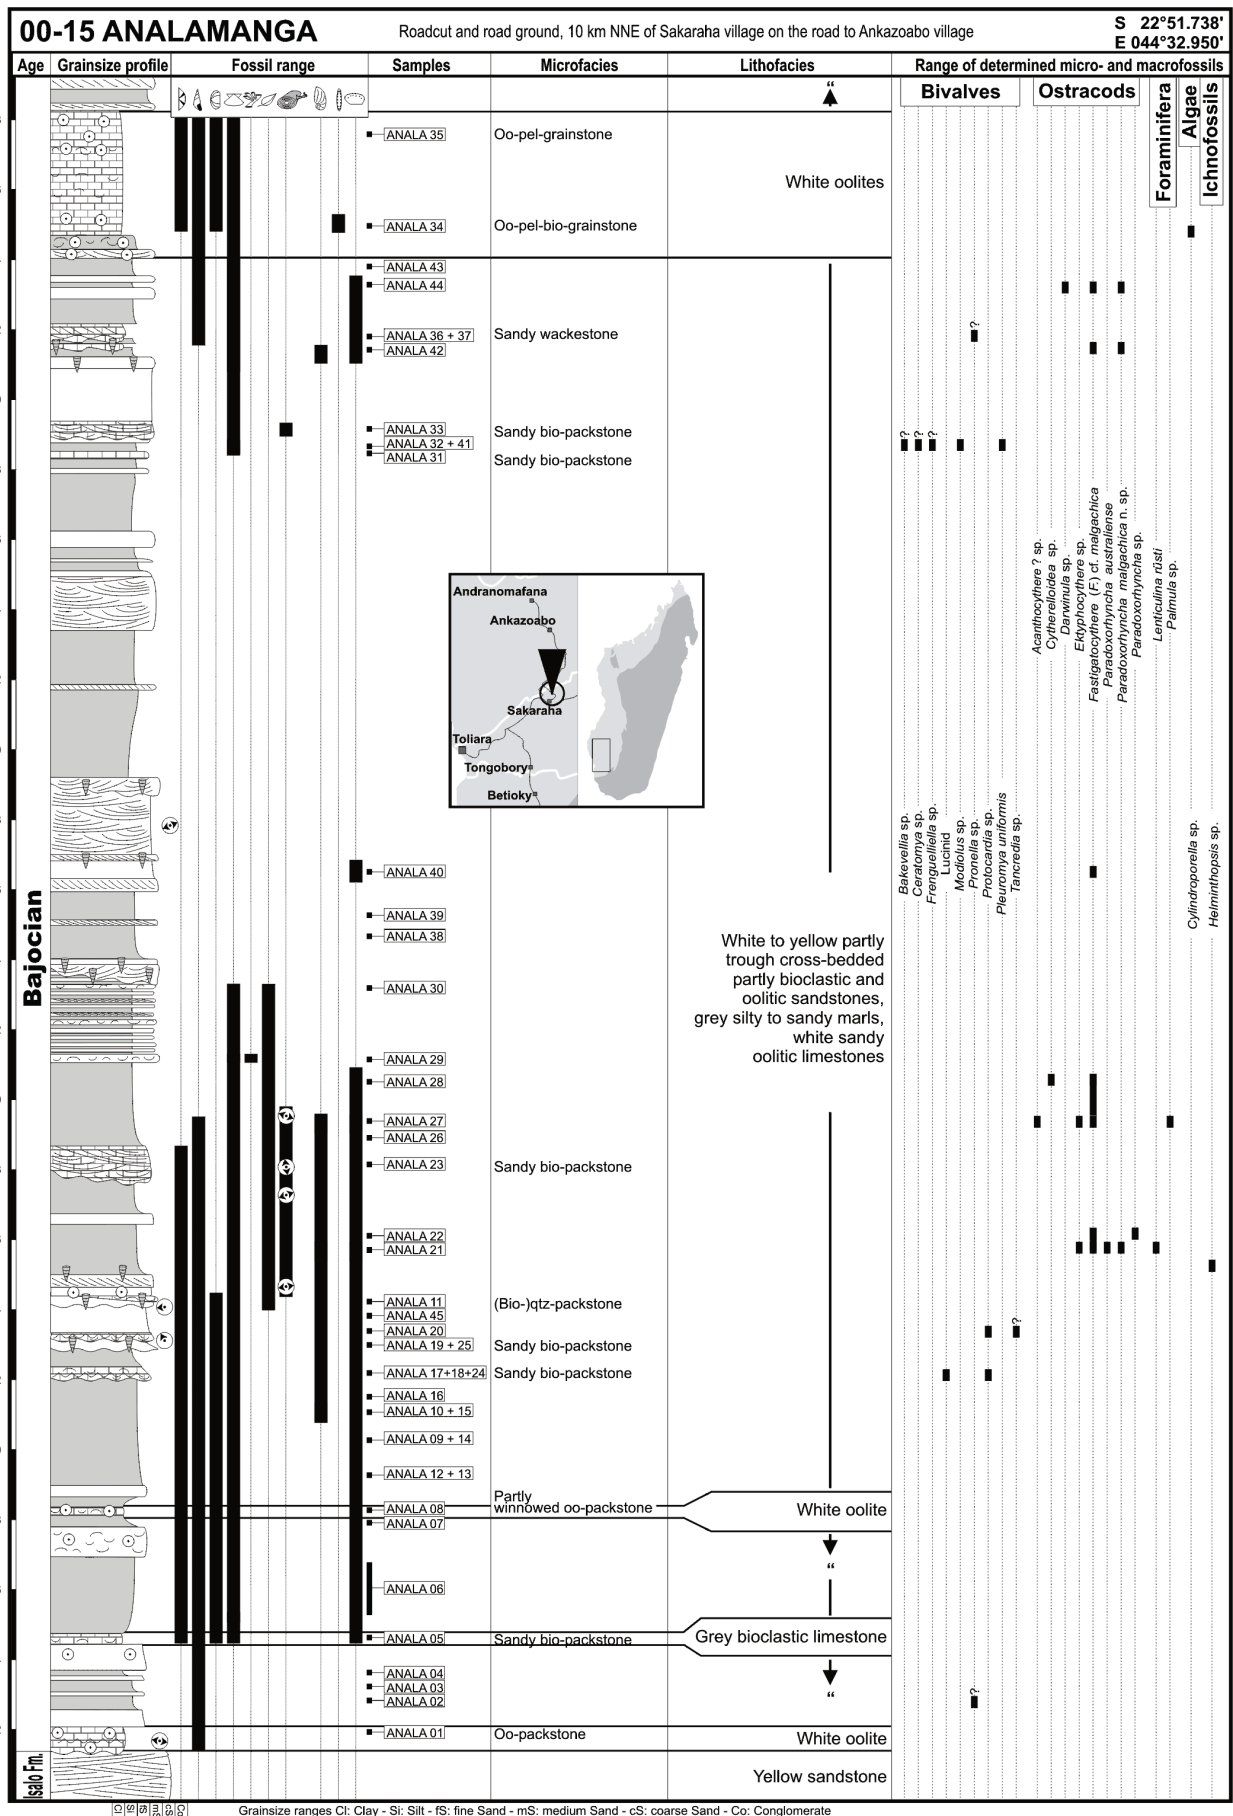 00-15 ANALAMANGA
Roadcut and road ground, 10 km NNE of Sakaraha village on the road to Ankazoabo village
S 22°51.738'
E 044°32.950'
Age
Grainsize profile
Fossil range
Samples
Microfacies
Lithofacies
Range of determined micro- and macrofossils
Bivalves
Ostracods
Foraminifera
Algae
Ichnofossils
“
ANALA 35
Oo-pel-grainstone
White oolites
ANALA 34
Oo-pel-bio-grainstone
ANALA 43
ANALA 44
?
ANALA 36 + 37
Sandy wackestone
ANALA 42
ANALA 33
Sandy bio-packstone
? ? ?
ANALA 32 + 41
ANALA 31
Sandy bio-packstone
Acanthocythere ? sp.
Cytherelloidea sp.
Darwinula sp.
Ektyphocythere sp.
Fastigatocythere (F.) cf. malgachica
Paradoxorhyncha australiense
Paradoxorhyncha malgachica n. sp.
Paradoxorhyncha sp.
Lenticulina rüsti
Palmula sp.
Andranomafana
Ankazoabo
Sakaraha
Toliara
Tongobory
Betioky
Bakevellia sp.
Ceratomya sp.
Frenguelliella sp.
Lucinid
Modiolus sp.
Pronella sp.
Protocardia sp.
Pleuromya uniformis
Tancredia sp.
Cylindroporella sp.
Helminthopsis sp.
Bajocian
ANALA 40
ANALA 39
ANALA 38
White to yellow partly
trough cross-bedded
partly bioclastic and
oolitic sandstones,
grey silty to sandy marls,
white sandy
oolitic limestones
ANALA 30
ANALA 29
ANALA 28
ANALA 27
ANALA 26
ANALA 23
Sandy bio-packstone
ANALA 22
ANALA 21
ANALA 11
(Bio-)qtz-packstone
ANALA 45
ANALA 20
?
ANALA 19 + 25
Sandy bio-packstone
ANALA 17+18+24
Sandy bio-packstone
ANALA 16
ANALA 10 + 15
ANALA 09 + 14
ANALA 12 + 13
Partly
winnowed oo-packstone
ANALA 08
White oolite
ANALA 07
“
ANALA 06
ANALA 05
Sandy bio-packstone
Grey bioclastic limestone
ANALA 04
ANALA 03
ANALA 02
“
?
ANALA 01
Oo-packstone
White oolite
Isalo Fm.
Yellow sandstone
Cl
Si
fS
mS
cS
Co
Grainsize ranges Cl: Clay - Si: Silt - fS: fine Sand - mS: medium Sand - cS: coarse Sand - Co: Conglomerate